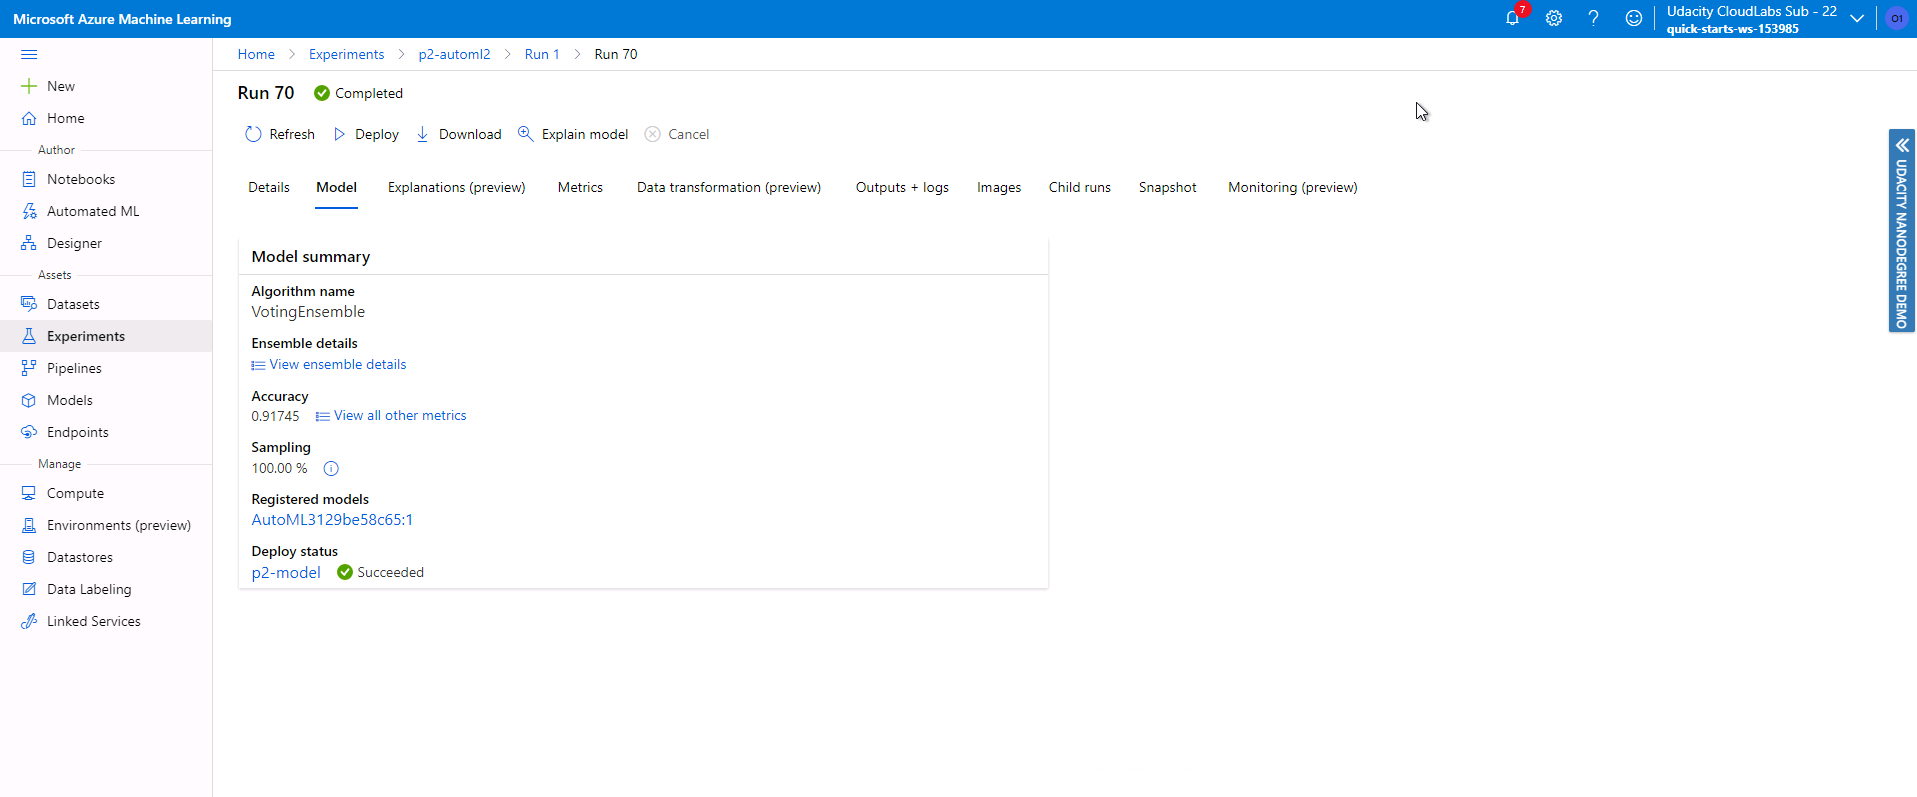 Microsoft Azure Machine Learning
7
Udacity CloudLabs Sub - 22
quick-starts-ws-153985
O1
Home > Experiments > p2-automl2 > Run 1 > Run 70
New
Home
Author
Notebooks
Automated ML
Designer
Assets
Datasets
Experiments
Pipelines
Models
Endpoints
Manage
Compute
Environments (preview)
Datastores
Data Labeling
Linked Services
Run 70 Completed
Refresh Deploy Download Explain model Cancel
Details Model Explanations (preview) Metrics Data transformation (preview) Outputs + logs Images Child runs Snapshot Monitoring (preview)
Model summary
Algorithm name
VotingEnsemble
Ensemble details
View ensemble details
Accuracy
0.91745 View all other metrics
Sampling
100.00 %
Registered models
AutoML3129be58c65:1
Deploy status
p2-model Succeeded
UDACITY NANODEGREE DEMO